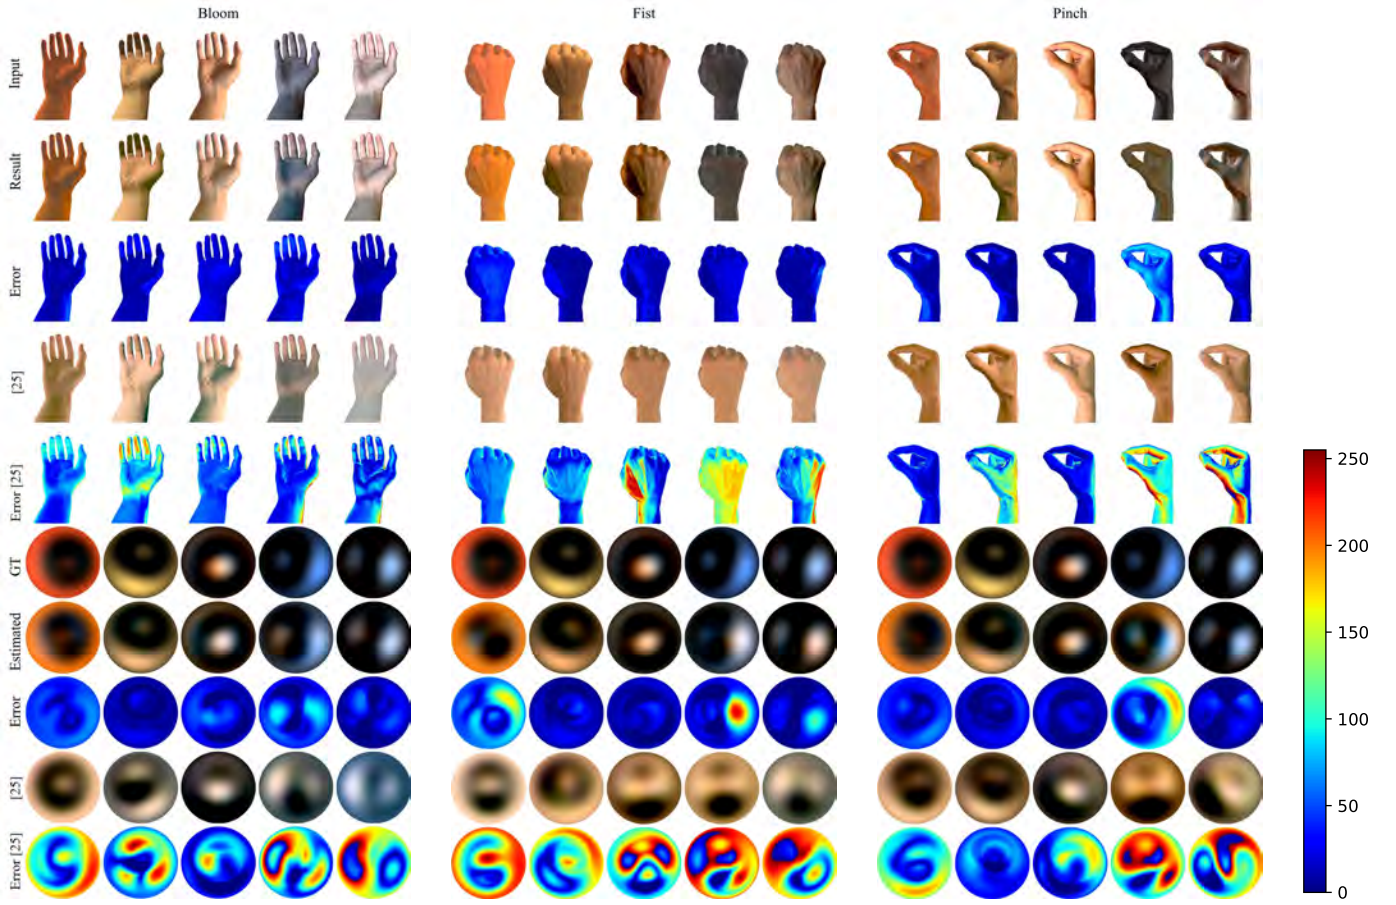 Bloom Fist Pinch
Input
Result
Error
[25]
Error [25]
GT
Estimated
Error
[25]
Error [25]
250
200
150
100
50
0